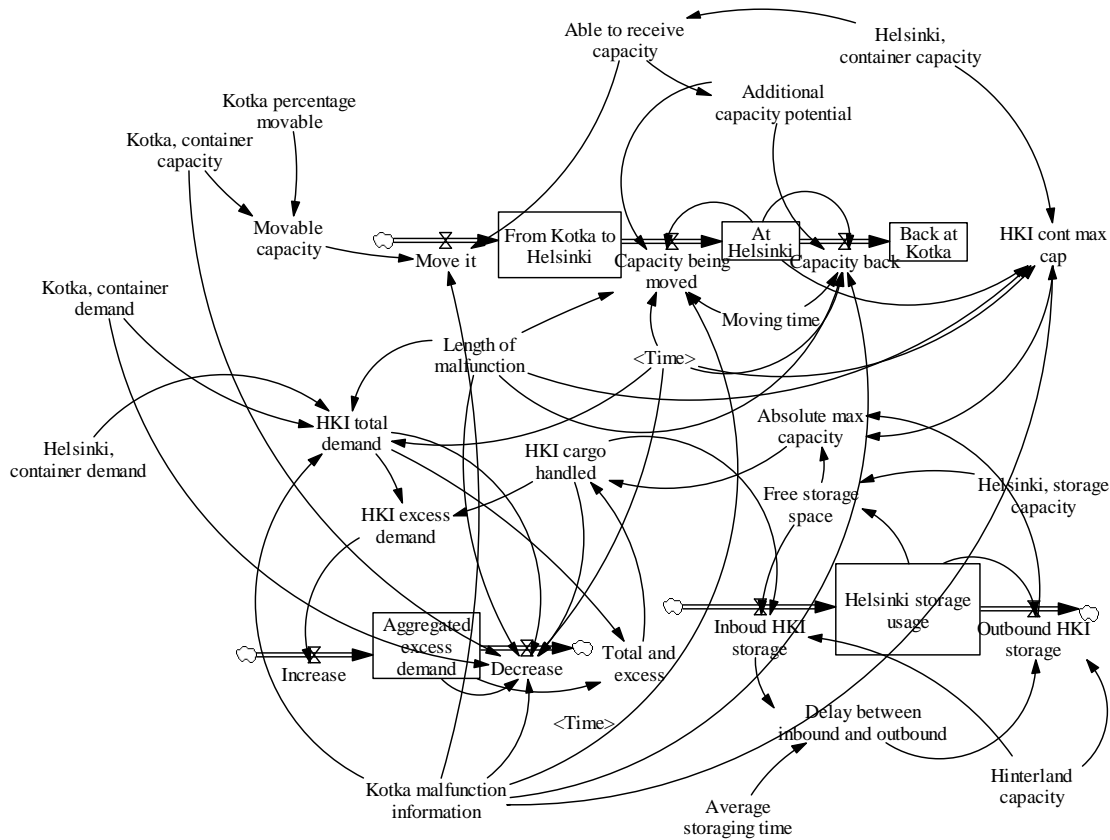 Able to receive
capacity
Helsinki,
container capacity
Kotka percentage
movable
Additional
capacity potential
Kotka, container
capacity
Movable
capacity
Move it
From Kotka to
Helsinki
Capacity being
moved
At
Helsinki
Capacity back
Back at
Kotka
HKI cont max
cap
Kotka, container
demand
Moving time
Length of
malfunction
<Time>
HKI total
demand
Absolute max
capacity
Helsinki,
container demand
HKI cargo
handled
Free storage
space
Helsinki, storage
capacity
HKI excess
demand
Aggregated
excess
demand
Increase
Decrease
Total and
excess
Inboud HKI
storage
Helsinki storage
usage
Outbound HKI
storage
<Time>
Delay between
inbound and outbound
Kotka malfunction
information
Average
storaging time
Hinterland
capacity